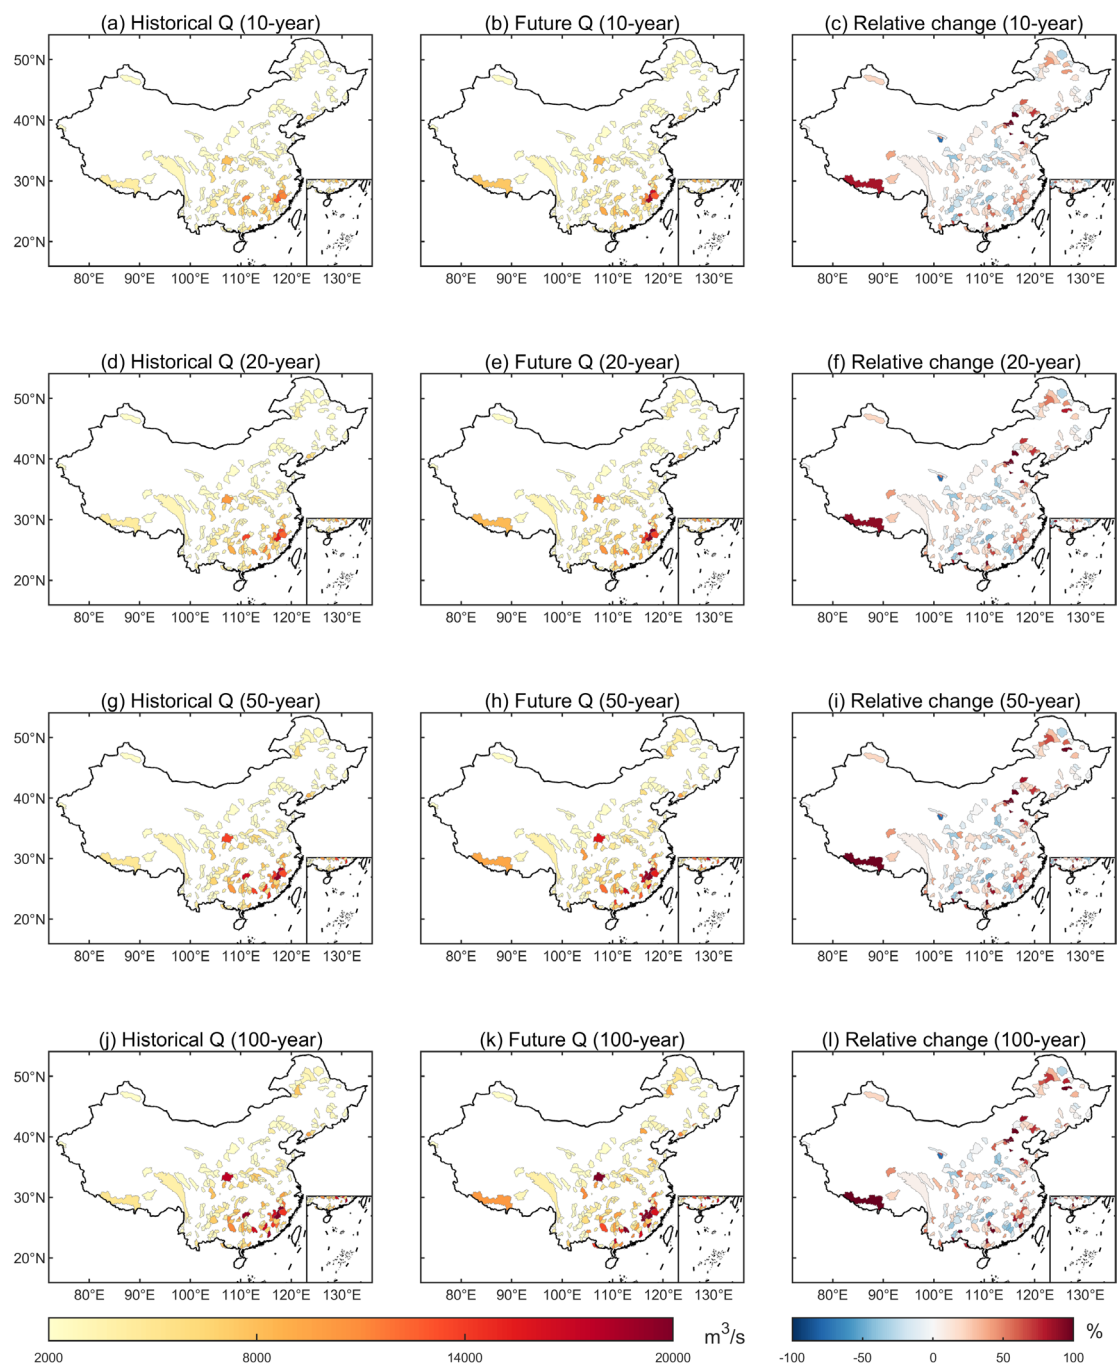 (a) Historical Q (10-year) (b) Future Q (10-year) (c) Relative change (10-year)
50°N
40°N
30°N
20°N
80°E 90°E 100°E 110°E 120°E 130°E 80°E 90°E 100°E 110°E 120°E 130°E 80°E 90°E 100°E 110°E 120°E 130°E
(d) Historical Q (20-year) (e) Future Q (20-year) (f) Relative change (20-year)
50°N
40°N
30°N
20°N
80°E 90°E 100°E 110°E 120°E 130°E 80°E 90°E 100°E 110°E 120°E 130°E 80°E 90°E 100°E 110°E 120°E 130°E
(g) Historical Q (50-year) (h) Future Q (50-year) (i) Relative change (50-year)
50°N
40°N
30°N
20°N
80°E 90°E 100°E 110°E 120°E 130°E 80°E 90°E 100°E 110°E 120°E 130°E 80°E 90°E 100°E 110°E 120°E 130°E
(j) Historical Q (100-year) (k) Future Q (100-year) (l) Relative change (100-year)
50°N
40°N
30°N
20°N
80°E 90°E 100°E 110°E 120°E 130°E 80°E 90°E 100°E 110°E 120°E 130°E 80°E 90°E 100°E 110°E 120°E 130°E
m³/s %
2000 8000 14000 20000 -100 -50 0 50 100